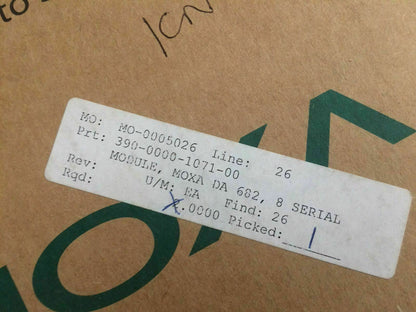 to
MO: MO-0005026 Line: 26
Prt: 390-0000-1071-00
MODULE, MOXA DA 682, 8 SERIAL
Rev: U/M: EA Find: 26
Rqd: .0000 Picked: 1